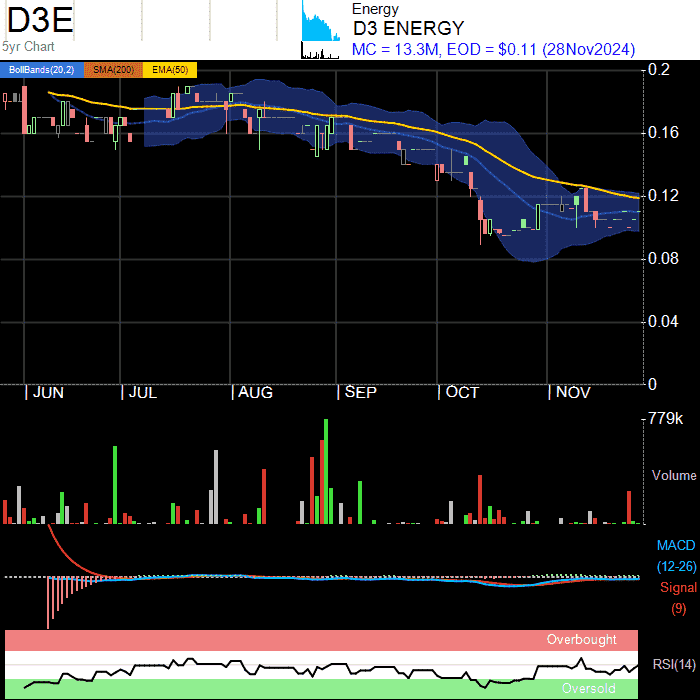 D3E
5yr Chart
Energy
D3 ENERGY
MC = 13.3M, EOD = $0.11 (28Nov2024)
BollBands(20,2) SMA(200) EMA(50)
0.2
0.16
0.12
0.08
0.04
0
JUN JUL AUG SEP OCT NOV
779k
Volume
MACD
(12-26)
Signal
(9)
Overbought
RSI(14)
Oversold